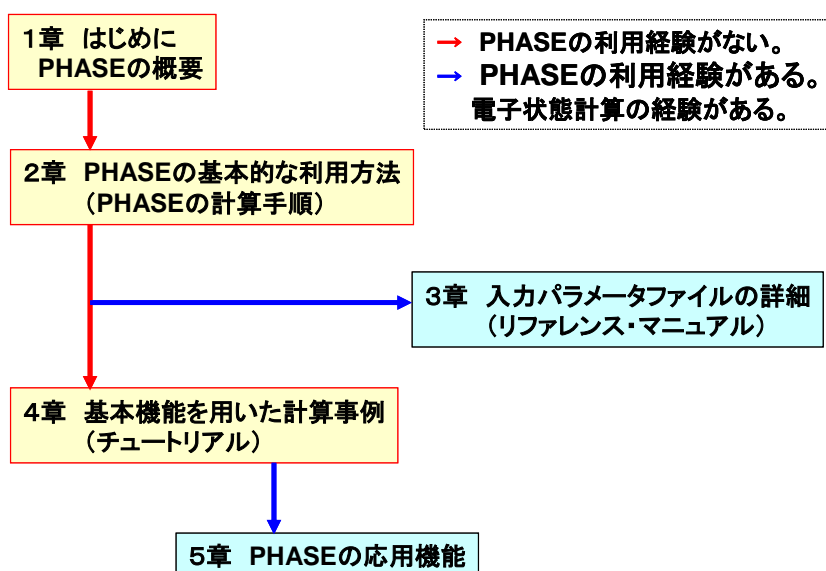 1章 はじめに
PHASEの概要
→ PHASEの利用経験がない。
→ PHASEの利用経験がある。
電子状態計算の経験がある。
2章 PHASEの基本的な利用方法
(PHASEの計算手順)
3章 入力パラメータファイルの詳細
(リファレンス・マニュアル)
4章 基本機能を用いた計算事例
(チュートリアル)
5章 PHASEの応用機能